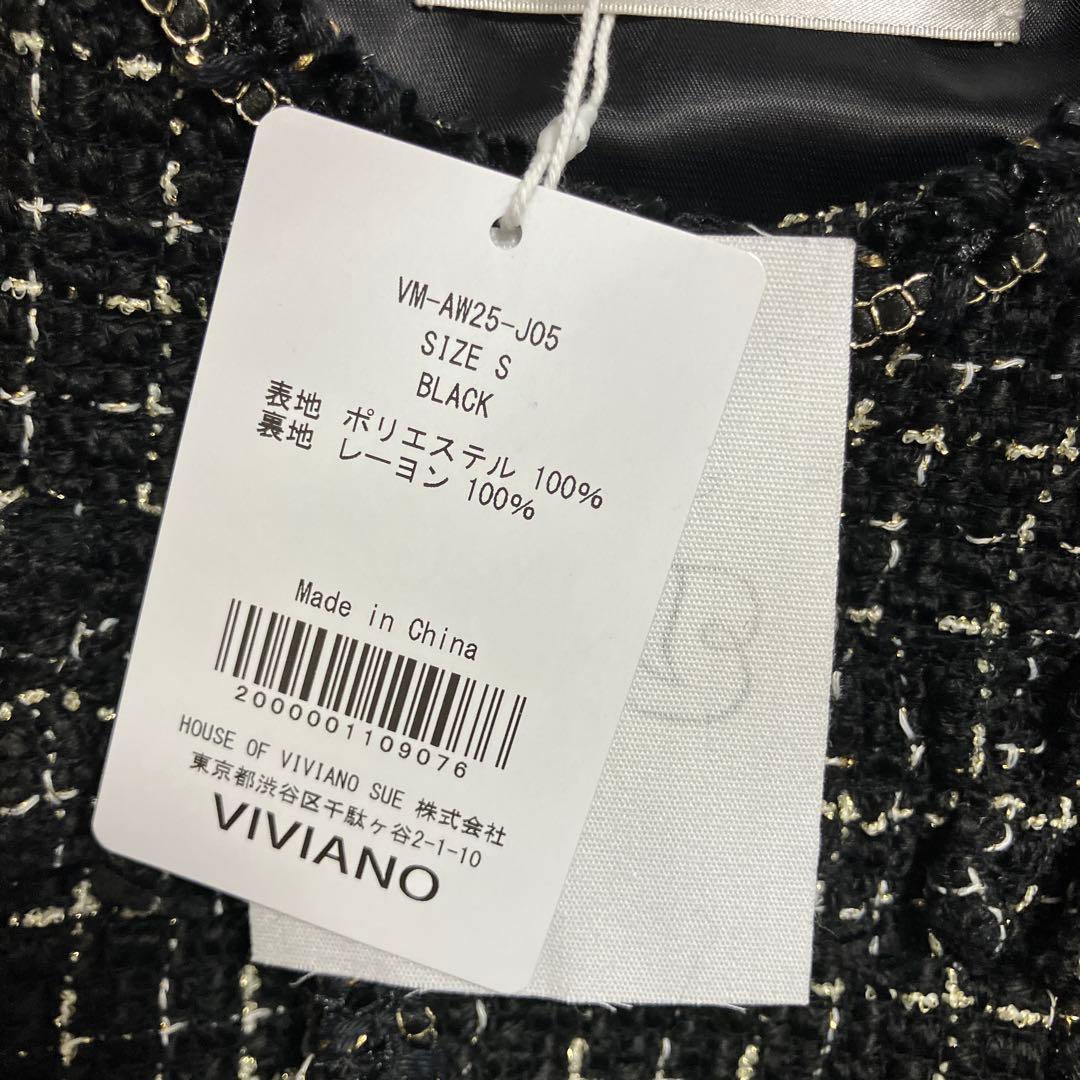 VM-AW25-J05
SIZE S
BLACK
表地 ポリエステル 100%
裏地 レーヨン 100%
Made in China
2000001109076
HOUSE OF VIVIANO SUE 株式会社
東京都渋谷区千駄ヶ谷2-1-10
VIVIANO